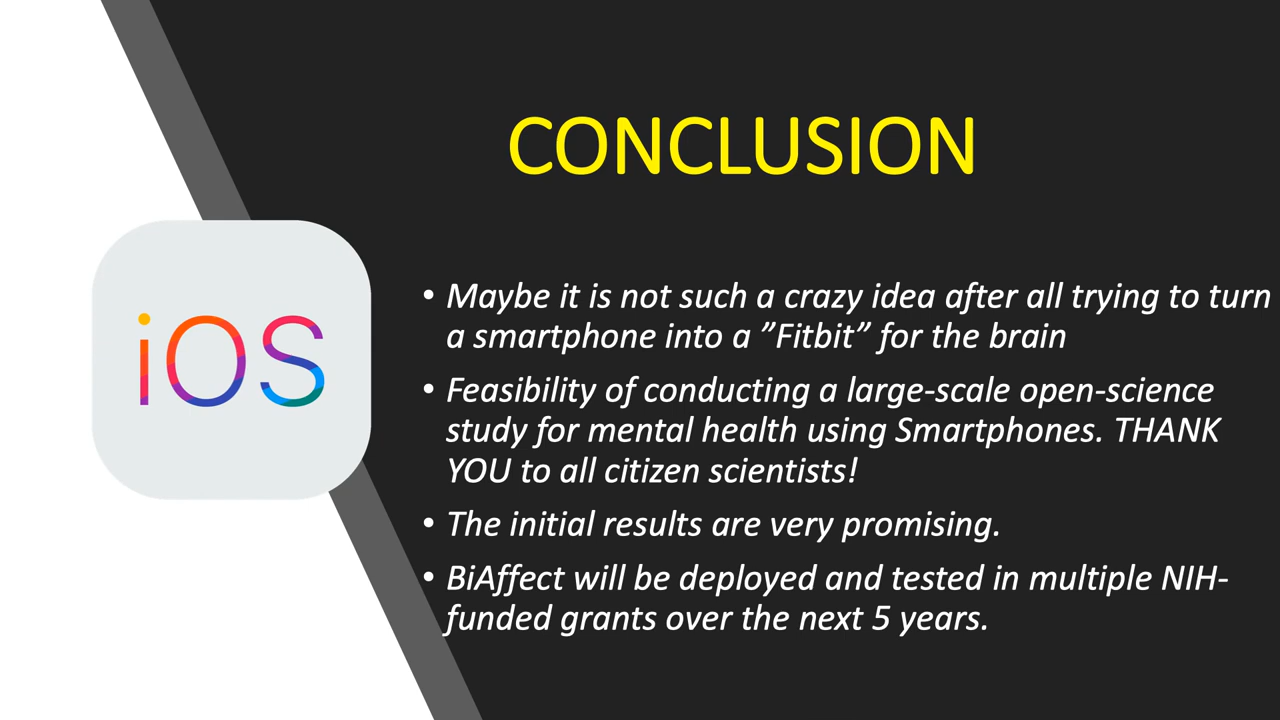 CONCLUSION
iOS
• Maybe it is not such a crazy idea after all trying to turn
a smartphone into a ”Fitbit” for the brain
• Feasibility of conducting a large-scale open-science
study for mental health using Smartphones. THANK
YOU to all citizen scientists!
• The initial results are very promising.
• BiAffect will be deployed and tested in multiple NIH-
funded grants over the next 5 years.